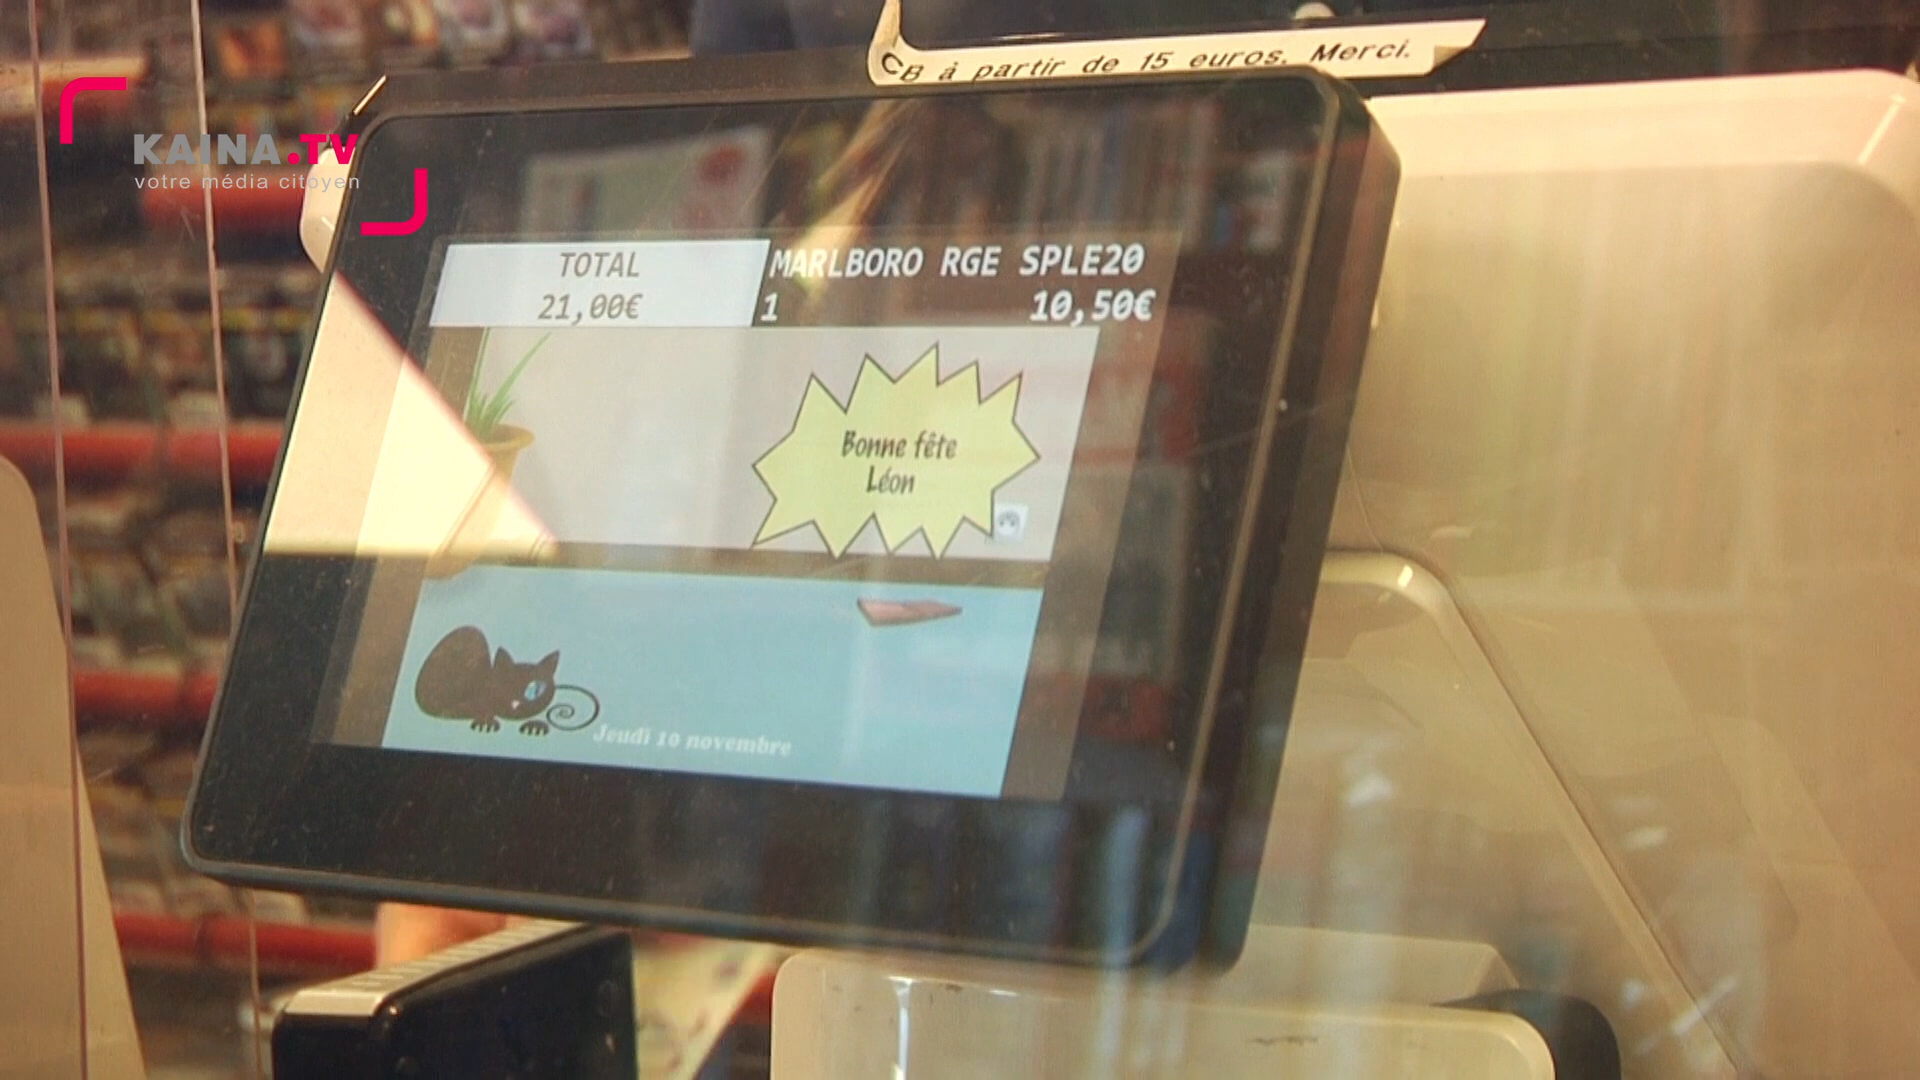 CB à partir de 15 euros. Merci.
KAINA.TV
votre média citoyen
TOTAL
21,00€
MARLBORO RGE SPLE20
1 10,50€
Bonne fête
Léon
Jeudi 10 novembre